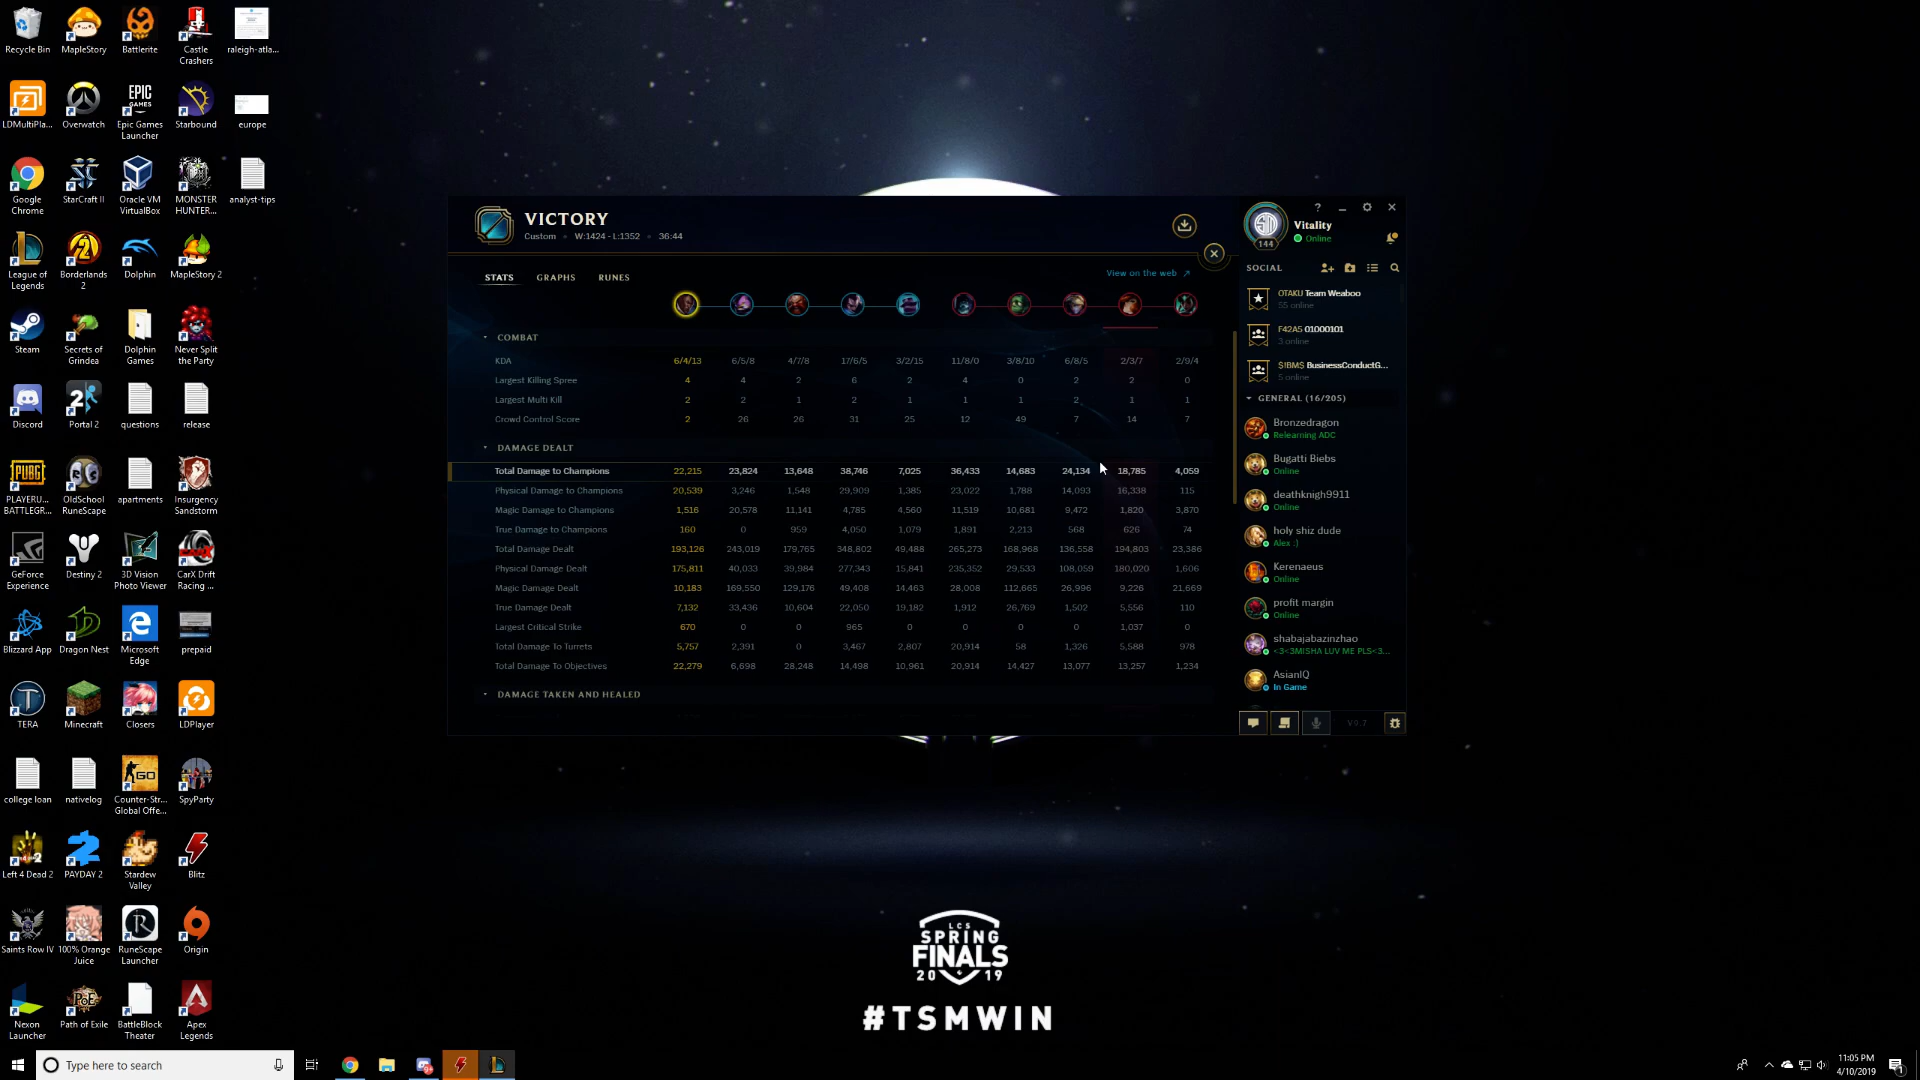 Recycle Bin
MapleStory
Battlerite
Castle
Crashers
raleigh-atla...
LDMultiPla...
Overwatch
Epic Games
Launcher
Starbound
europe
Google
Chrome
StarCraft II
Oracle VM
VirtualBox
MONSTER
HUNTER...
analyst-tips
League of
Legends
Borderlands
2
Dolphin
MapleStory 2
Steam
Secrets of
Grindea
Dolphin
Games
Never Split
the Party
Discord
Portal 2
questions
release
PLAYERU...
BATTLEGR...
OldSchool
RuneScape
apartments
Insurgency
Sandstorm
GeForce
Experience
Destiny 2
3D Vision
Photo Viewer
CarX Drift
Racing ...
Blizzard App
Dragon Nest
Microsoft
Edge
prepaid
TERA
Minecraft
Closers
LDPlayer
college loan
nativelog
Counter-Str...
Global Offe...
SpyParty
Left 4 Dead 2
PAYDAY 2
Stardew
Valley
Blitz
Saints Row IV
100% Orange
Juice
RuneScape
Launcher
Origin
Nexon
Launcher
Path of Exile
BattleBlock
Theater
Apex
Legends
VICTORY
Custom • W:1424 - L:1352 • 36:44
STATS GRAPHS RUNES
View on the web
COMBAT
KDA 6/4/13 6/5/8 4/7/8 17/6/5 3/2/15 11/8/0 3/8/10 6/8/5 2/3/7 2/9/4
Largest Killing Spree 4 4 2 6 2 4 0 2 2 0
Largest Multi Kill 2 2 1 2 1 1 1 2 1 1
Crowd Control Score 2 26 26 31 25 12 49 7 14 7
DAMAGE DEALT
Total Damage to Champions 22,215 23,824 13,648 38,746 7,025 36,433 14,683 24,134 18,785 4,059
Physical Damage to Champions 20,539 3,246 1,548 29,909 1,385 23,022 1,788 14,093 16,338 115
Magic Damage to Champions 1,516 20,578 11,141 4,785 4,560 11,519 10,681 9,472 1,820 3,870
True Damage to Champions 160 0 959 4,050 1,079 1,891 2,213 568 626 74
Total Damage Dealt 193,126 243,019 179,765 348,802 49,488 265,273 168,968 136,558 194,803 23,386
Physical Damage Dealt 175,811 40,033 39,984 277,343 15,841 235,352 29,533 108,059 180,020 1,606
Magic Damage Dealt 10,183 169,550 129,176 49,408 14,463 28,008 112,665 26,996 9,226 21,669
True Damage Dealt 7,132 33,436 10,604 22,050 19,182 1,912 26,769 1,502 5,556 110
Largest Critical Strike 670 0 0 965 0 0 0 0 1,037 0
Total Damage To Turrets 5,757 2,391 0 3,467 2,807 20,914 58 1,326 5,588 978
Total Damage To Objectives 22,279 6,698 28,248 14,498 10,961 20,914 14,427 13,077 13,257 1,234
DAMAGE TAKEN AND HEALED
144
Vitality
Online
SOCIAL
OTAKU Team Weaboo
55 online
F42A5 01000101
3 online
$!BM$ BusinessConductG...
5 online
GENERAL (16/205)
Bronzedragon
Relearning ADC
Bugatti Biebs
Online
deathknigh9911
Online
holy shiz dude
Alex :)
Kerenaeus
Online
profit margin
Online
shabajabazinzhao
<3<3MISHA LUV ME PLS<3...
AsianIQ
In Game
V9.7
LCS
SPRING
FINALS
2019
#TSMWIN
Type here to search
11:05 PM
4/10/2019